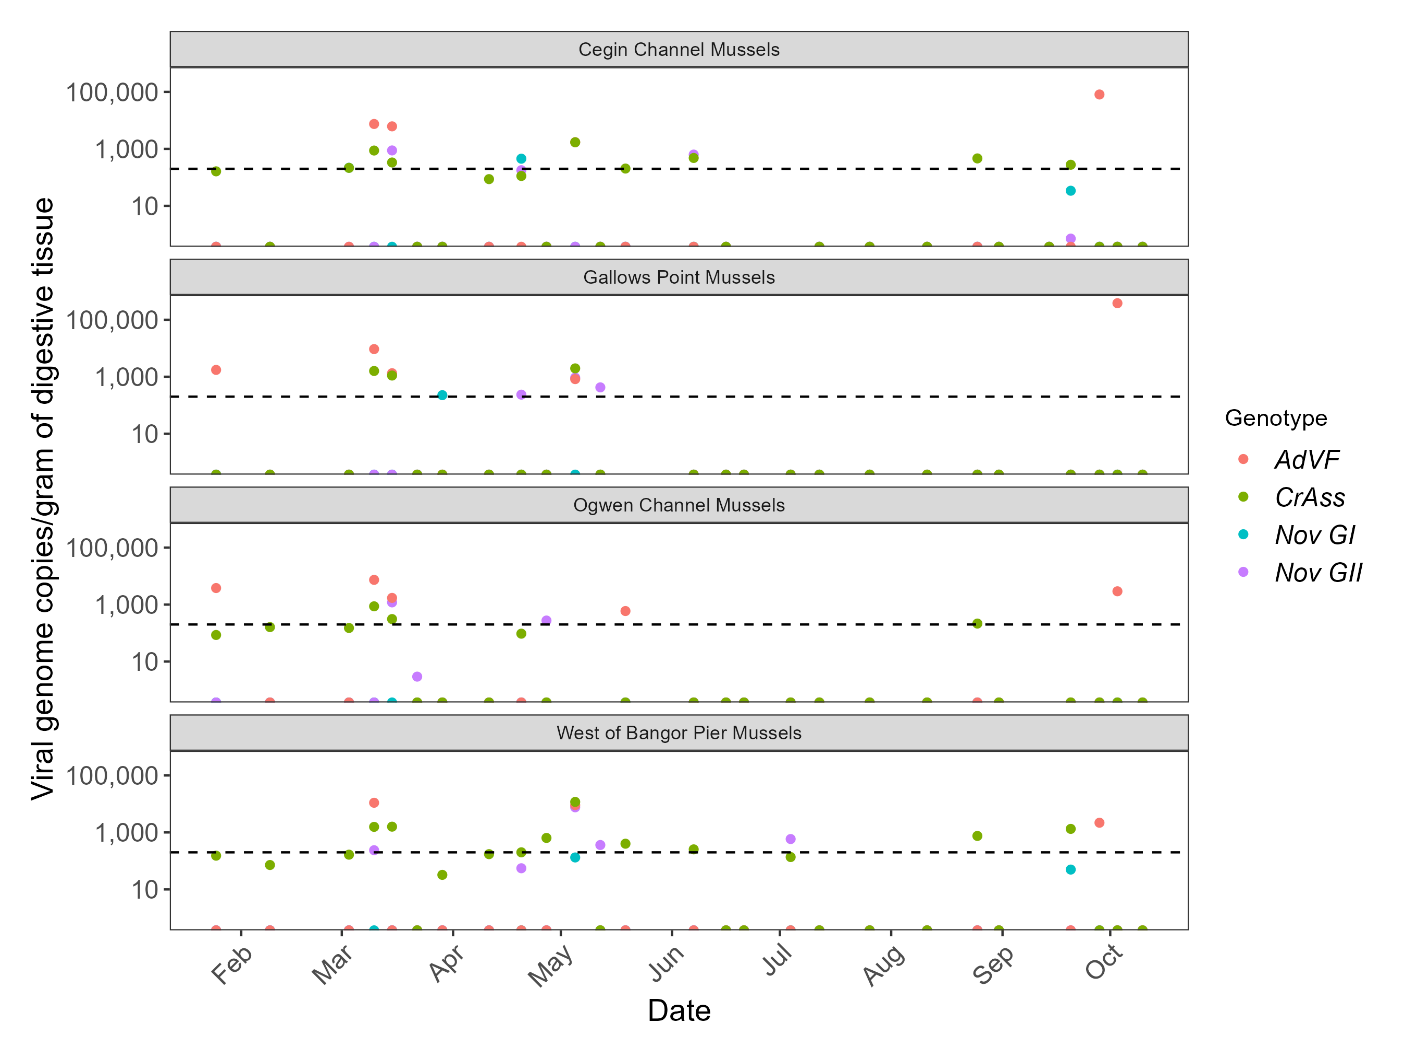 Cegin Channel Mussels
100,000
1,000
10
Gallows Point Mussels
100,000
1,000
10
Ogwen Channel Mussels
100,000
1,000
10
West of Bangor Pier Mussels
100,000
1,000
10
Feb
Mar
Apr
May
Jun
Jul
Aug
Sep
Oct
Date
Viral genome copies/gram of digestive tissue
Genotype
AdVF
CrAss
Nov GI
Nov GII